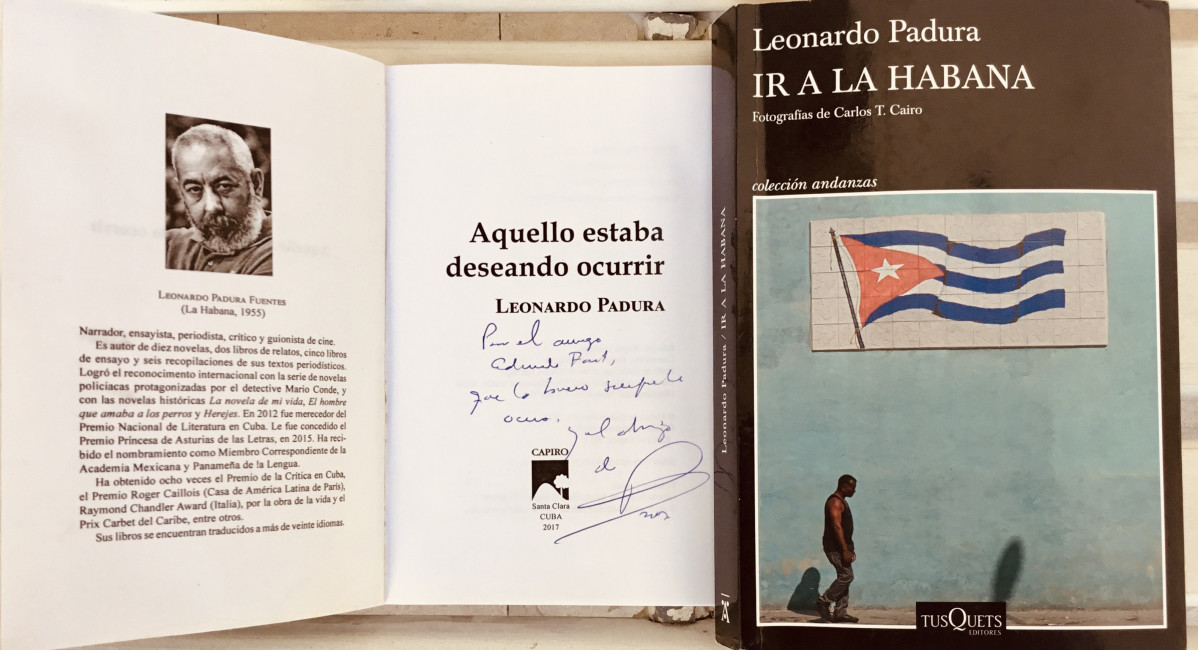 LEONARDO PADURA FUENTES
(La Habana, 1955)
Narrador, ensayista, periodista, crítico y guionista de cine.
Es autor de diez novelas, dos libros de relatos, cinco libros
de ensayo y seis recopilaciones de sus textos periodísticos.
Logró el reconocimiento internacional con la serie de novelas
policíacas protagonizadas por el detective Mario Conde, y
con las novelas históricas La novela de mi vida, El hombre
que amaba a los perros y Herejes. En 2012 fue merecedor del
Premio Nacional de Literatura en Cuba. Le fue concedido el
Premio Princesa de Asturias de las Letras, en 2015. Ha reci-
bido el nombramiento como Miembro Correspondiente de la
Academia Mexicana y Panameña de la Lengua.
Ha obtenido ocho veces el Premio de la Crítica en Cuba,
el Premio Roger Caillois (Casa de América Latina de París),
Raymond Chandler Award (Italia), por la obra de la vida y el
Prix Carbet del Caribe, entre otros.
Sus libros se encuentran traducidos a más de veinte idiomas.
Aquello estaba
deseando ocurrir
LEONARDO PADURA
Para el amigo
que lo bueno siempre
y el abrazo
de
CAPIRO
Santa Clara
CUBA
2017
Leonardo Padura / IR A LA HABANA
Leonardo Padura
IR A LA HABANA
Fotografías de Carlos T. Cairo
colección andanzas
TUSQUETS
EDITORES